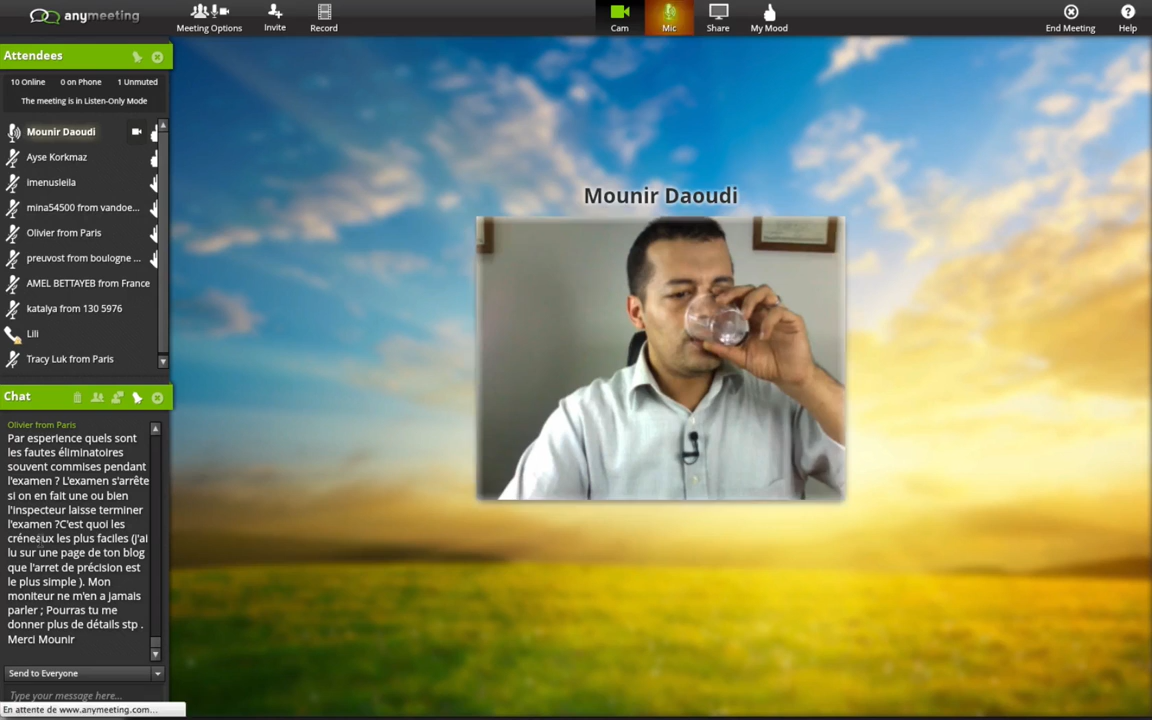 anymeeting
Meeting Options
Invite
Record
Cam
Mic
Share
My Mood
End Meeting
Help
Attendees
10 Online 0 on Phone 1 Unmuted
The meeting is in Listen-Only Mode
Mounir Daoudi
Ayse Korkmaz
imenusleila
mina54500 from vandoe...
Olivier from Paris
preuvost from boulogne ...
AMEL BETTAYEB from France
katalya from 130 5976
Lili
Tracy Luk from Paris
Chat
Olivier from Paris
Par esperience quels sont
les fautes éliminatoires
souvent commises pendant
l'examen ? L'examen s'arrête
si on en fait une ou bien
l'inspecteur laisse terminer
l'examen ?C'est quoi les
créneaux les plus faciles (j'ai
lu sur une page de ton blog
que l'arret de précision est
le plus simple ). Mon
moniteur ne m'en a jamais
parler ; Pourras tu me
donner plus de détails stp .
Merci Mounir
Send to Everyone
Type your message here...
En attente de www.anymeeting.com...
Mounir Daoudi